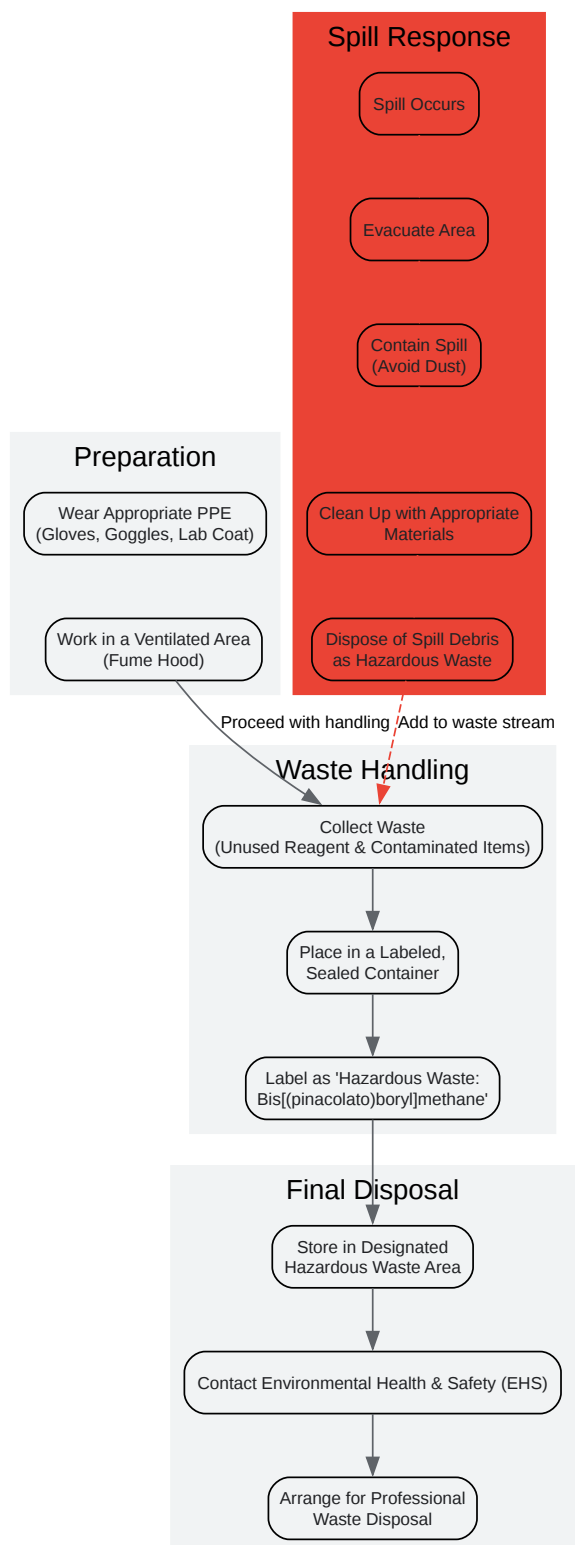 Spill Response
Spill Occurs
Evacuate Area
Contain Spill
(Avoid Dust)
Preparation
Wear Appropriate PPE
(Gloves, Goggles, Lab Coat)
Clean Up with Appropriate
Materials
Work in a Ventilated Area
(Fume Hood)
Dispose of Spill Debris
as Hazardous Waste
Proceed with handling
Add to waste stream
Waste Handling
Collect Waste
(Unused Reagent & Contaminated Items)
Place in a Labeled,
Sealed Container
Label as 'Hazardous Waste:
Bis[(pinacolato)boryl]methane'
Final Disposal
Store in Designated
Hazardous Waste Area
Contact Environmental Health & Safety (EHS)
Arrange for Professional
Waste Disposal